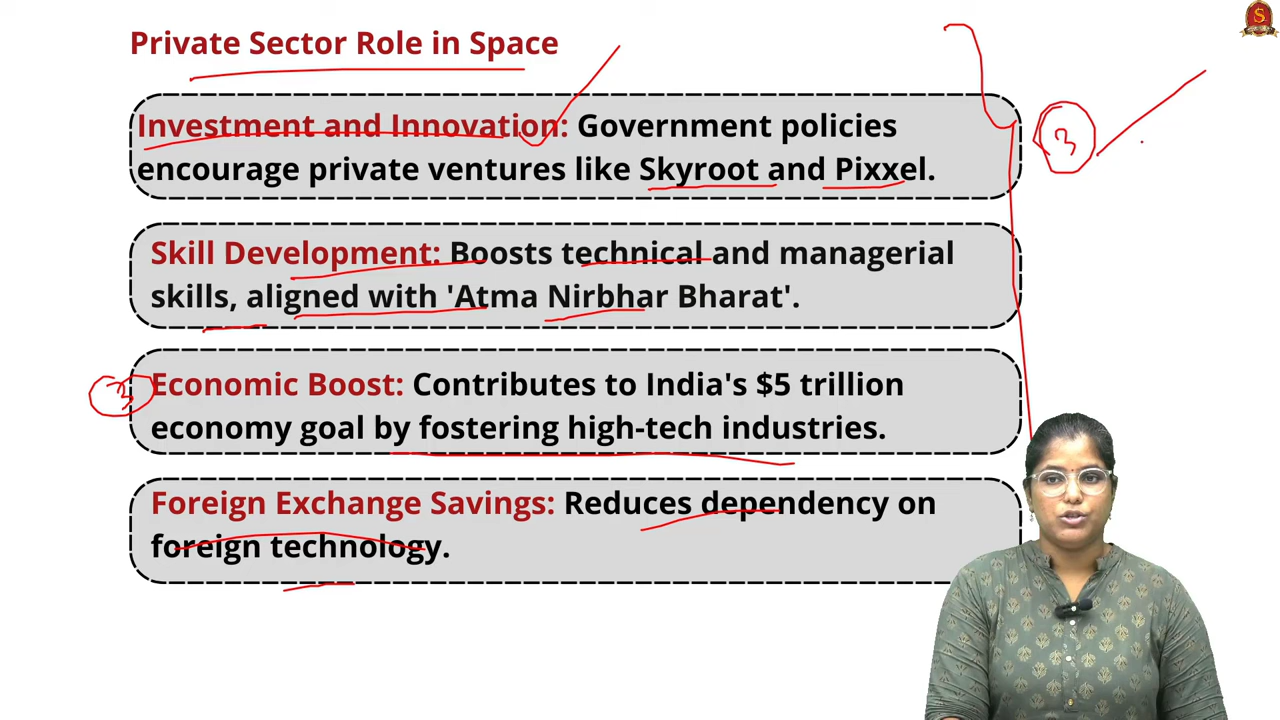 Private Sector Role in Space
Investment and Innovation: Government policies
encourage private ventures like Skyroot and Pixxel.
3
Skill Development: Boosts technical and managerial
skills, aligned with 'Atma Nirbhar Bharat'.
3
Economic Boost: Contributes to India's $5 trillion
economy goal by fostering high-tech industries.
Foreign Exchange Savings: Reduces dependency on
foreign technology.